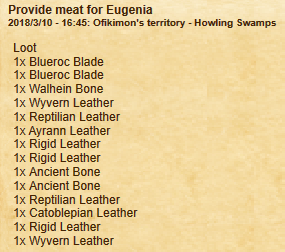 Provide meat for Eugenia
2018/3/10 - 16:45: Ofikimon's territory - Howling Swamps
Loot
1x Blueroc Blade
1x Blueroc Blade
1x Walhein Bone
1x Wyvern Leather
1x Reptilian Leather
1x Ayrann Leather
1x Rigid Leather
1x Rigid Leather
1x Ancient Bone
1x Ancient Bone
1x Reptilian Leather
1x Catoblepian Leather
1x Rigid Leather
1x Wyvern Leather